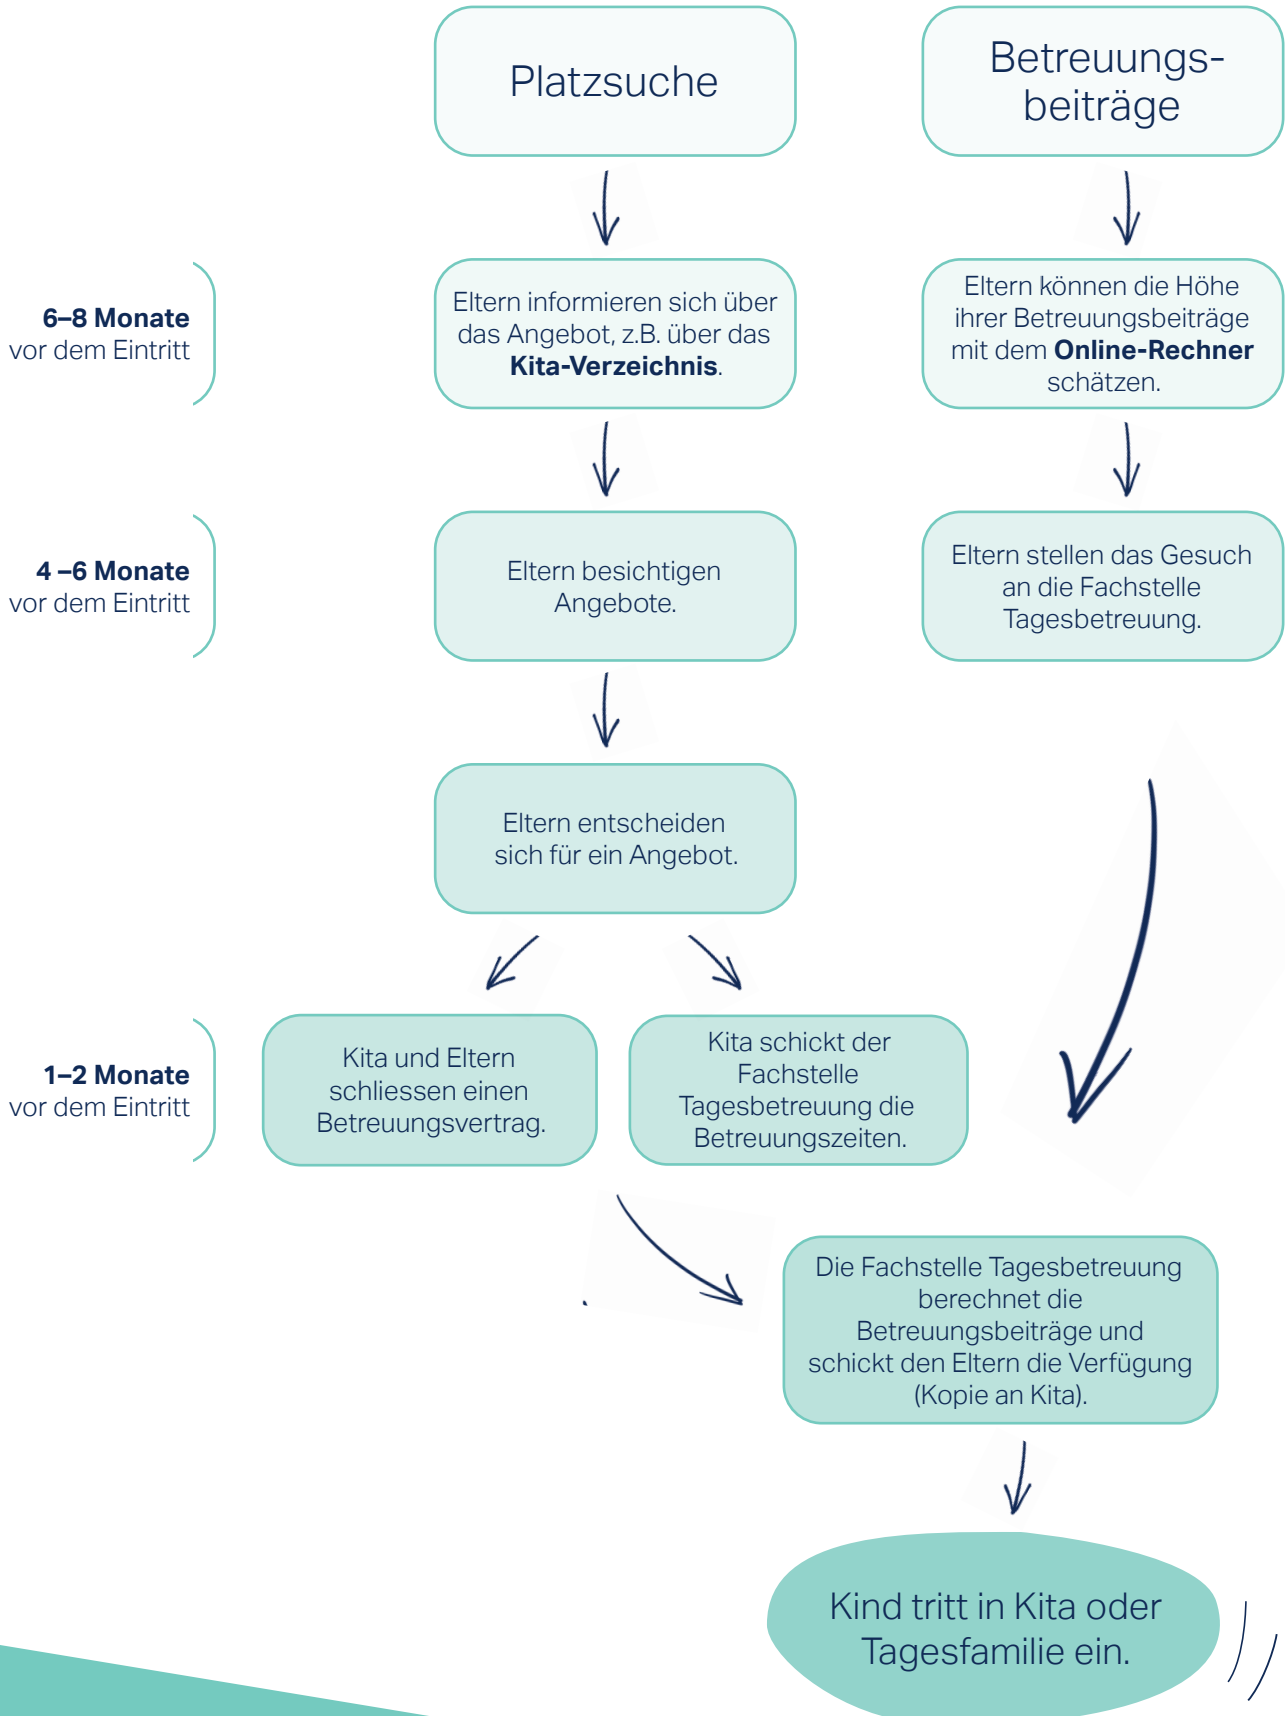 Platzsuche
Betreuungs-
beiträge
6–8 Monate
vor dem Eintritt
Eltern informieren sich über
das Angebot, z.B. über das
Kita-Verzeichnis.
Eltern können die Höhe
ihrer Betreuungsbeiträge
mit dem Online-Rechner
schätzen.
4 –6 Monate
vor dem Eintritt
Eltern besichtigen
Angebote.
Eltern stellen das Gesuch
an die Fachstelle
Tagesbetreuung.
Eltern entscheiden
sich für ein Angebot.
1–2 Monate
vor dem Eintritt
Kita und Eltern
schliessen einen
Betreuungsvertrag.
Kita schickt der
Fachstelle
Tagesbetreuung die
Betreuungszeiten.
Die Fachstelle Tagesbetreuung
berechnet die
Betreuungsbeiträge und
schickt den Eltern die Verfügung
(Kopie an Kita).
Kind tritt in Kita oder
Tagesfamilie ein.